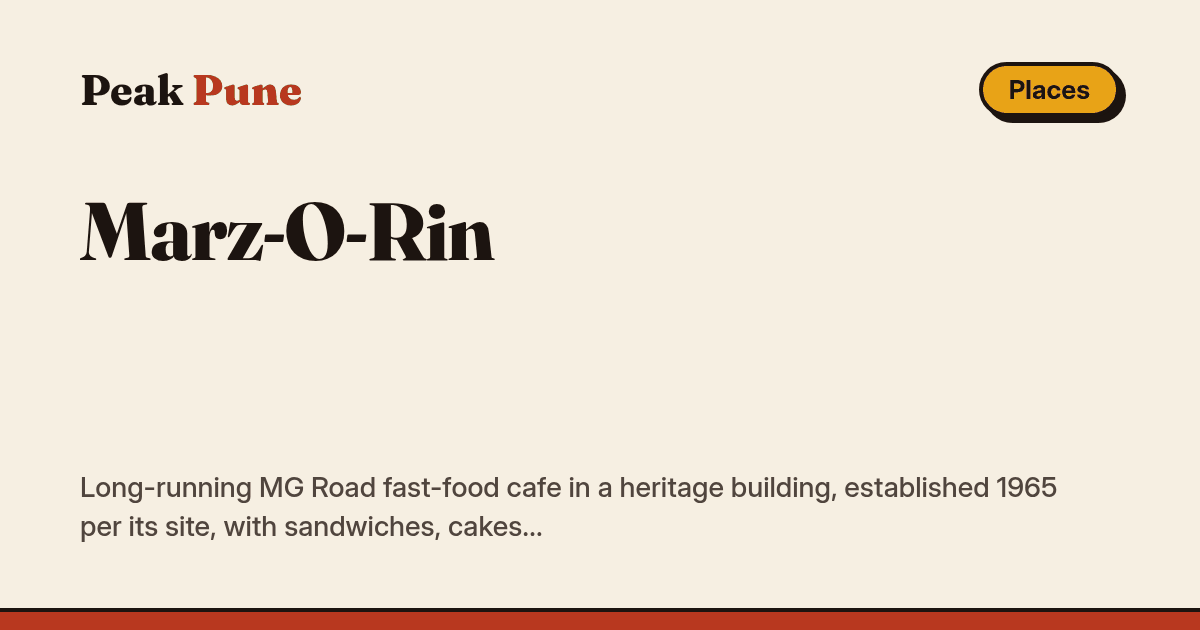 Peak Pune
Places
Marz-O-Rin
Long-running MG Road fast-food cafe in a heritage building, established 1965
per its site, with sandwiches, cakes...